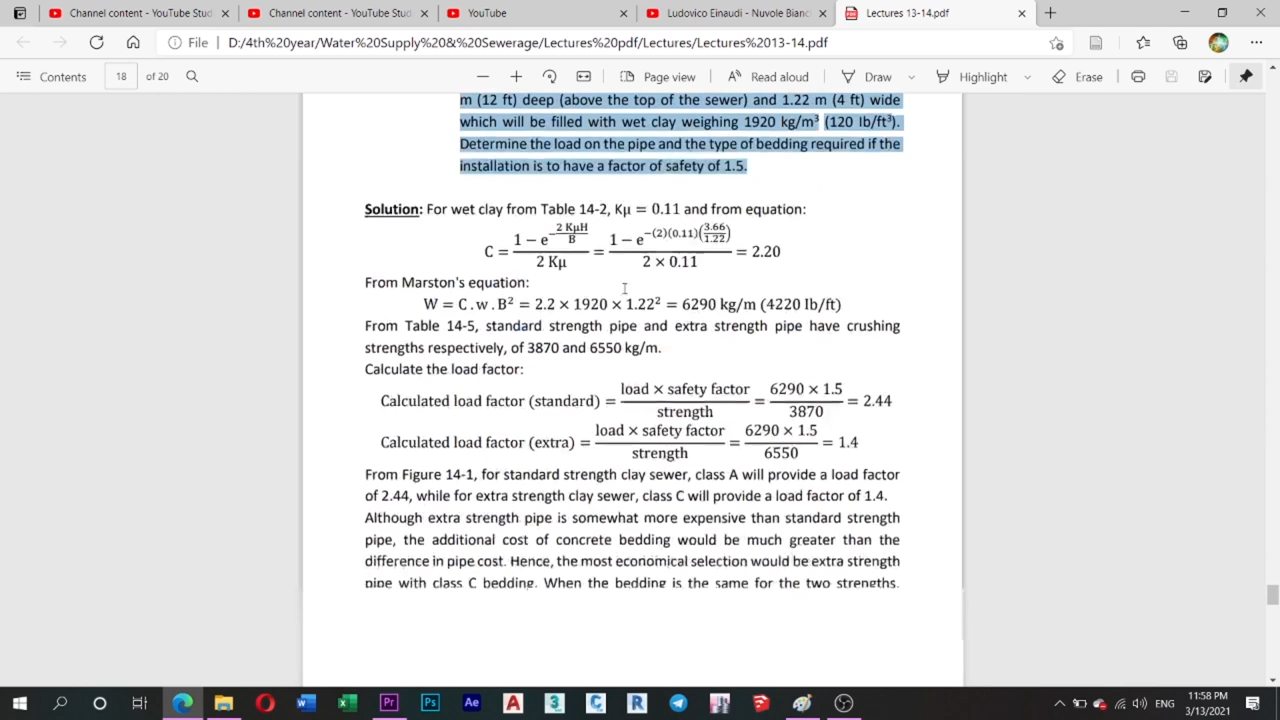 Channel content - YouTube Stud
Channel content - YouTube Stud
YouTube
Ludovico Einaudi - Nuvole Bianc
Lectures 13-14.pdf
File
D:/4th%20year/Water%20Supply%20&%20Sewerage/Lectures%20pdf/Lectures/Lectures%2013-14.pdf
Contents
18 of 20
Page view
Read aloud
Draw
Highlight
Erase
m (12 ft) deep (above the top of the sewer) and 1.22 m (4 ft) wide
which will be filled with wet clay weighing 1920 kg/m³ (120 lb/ft³).
Determine the load on the pipe and the type of bedding required if the
installation is to have a factor of safety of 1.5.
Solution: For wet clay from Table 14-2, Kμ = 0.11 and from equation:
C = (1 − e^(−2 KμH/B)) / (2 Kμ) = (1 − e^(−(2)(0.11)(3.66/1.22))) / (2 × 0.11) = 2.20
From Marston's equation:
W = C . w . B² = 2.2 × 1920 × 1.22² = 6290 kg/m (4220 lb/ft)
From Table 14-5, standard strength pipe and extra strength pipe have crushing
strengths respectively, of 3870 and 6550 kg/m.
Calculate the load factor:
Calculated load factor (standard) = (load × safety factor) / strength = (6290 × 1.5) / 3870 = 2.44
Calculated load factor (extra) = (load × safety factor) / strength = (6290 × 1.5) / 6550 = 1.4
From Figure 14-1, for standard strength clay sewer, class A will provide a load factor
of 2.44, while for extra strength clay sewer, class C will provide a load factor of 1.4.
Although extra strength pipe is somewhat more expensive than standard strength
pipe, the additional cost of concrete bedding would be much greater than the
difference in pipe cost. Hence, the most economical selection would be extra strength
pipe with class C bedding. When the bedding is the same for the two strengths.
W
X
Pr
Ps
Ae
A
3
C
R
ENG
11:58 PM
3/13/2021